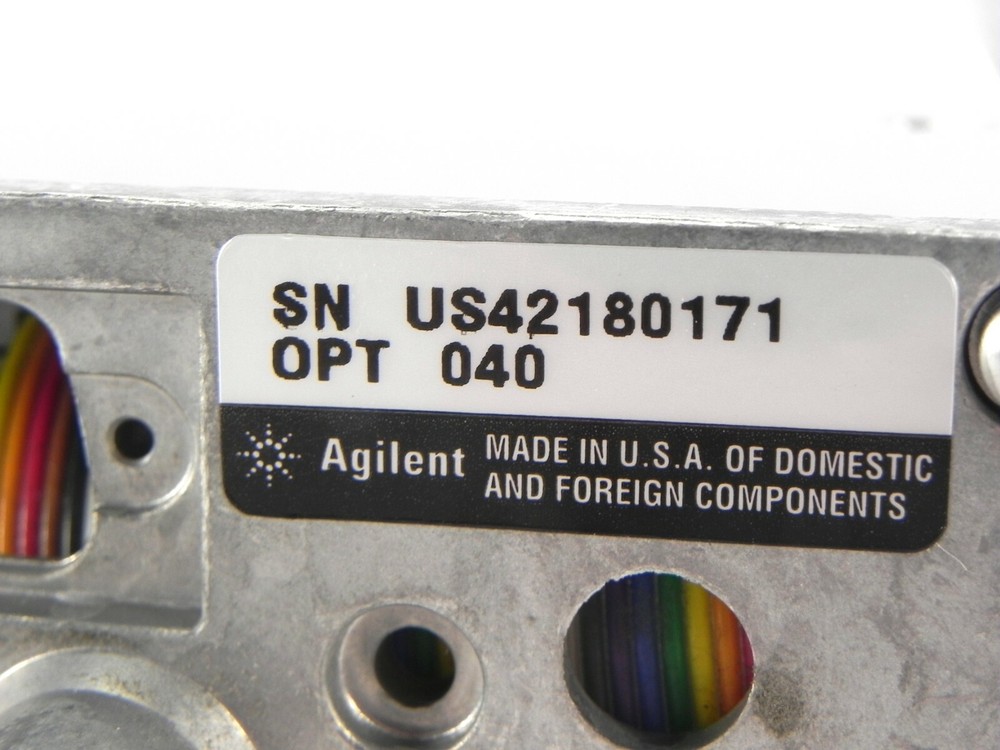 SN US42180171
OPT 040
Agilent
MADE IN U.S.A. OF DOMESTIC
AND FOREIGN COMPONENTS